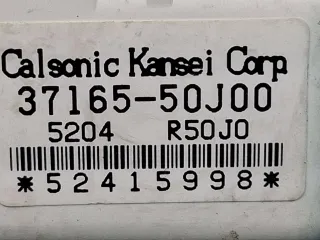 Calsonic Kansei Corp
37165-50J00
5204 R50J0
*52415998*